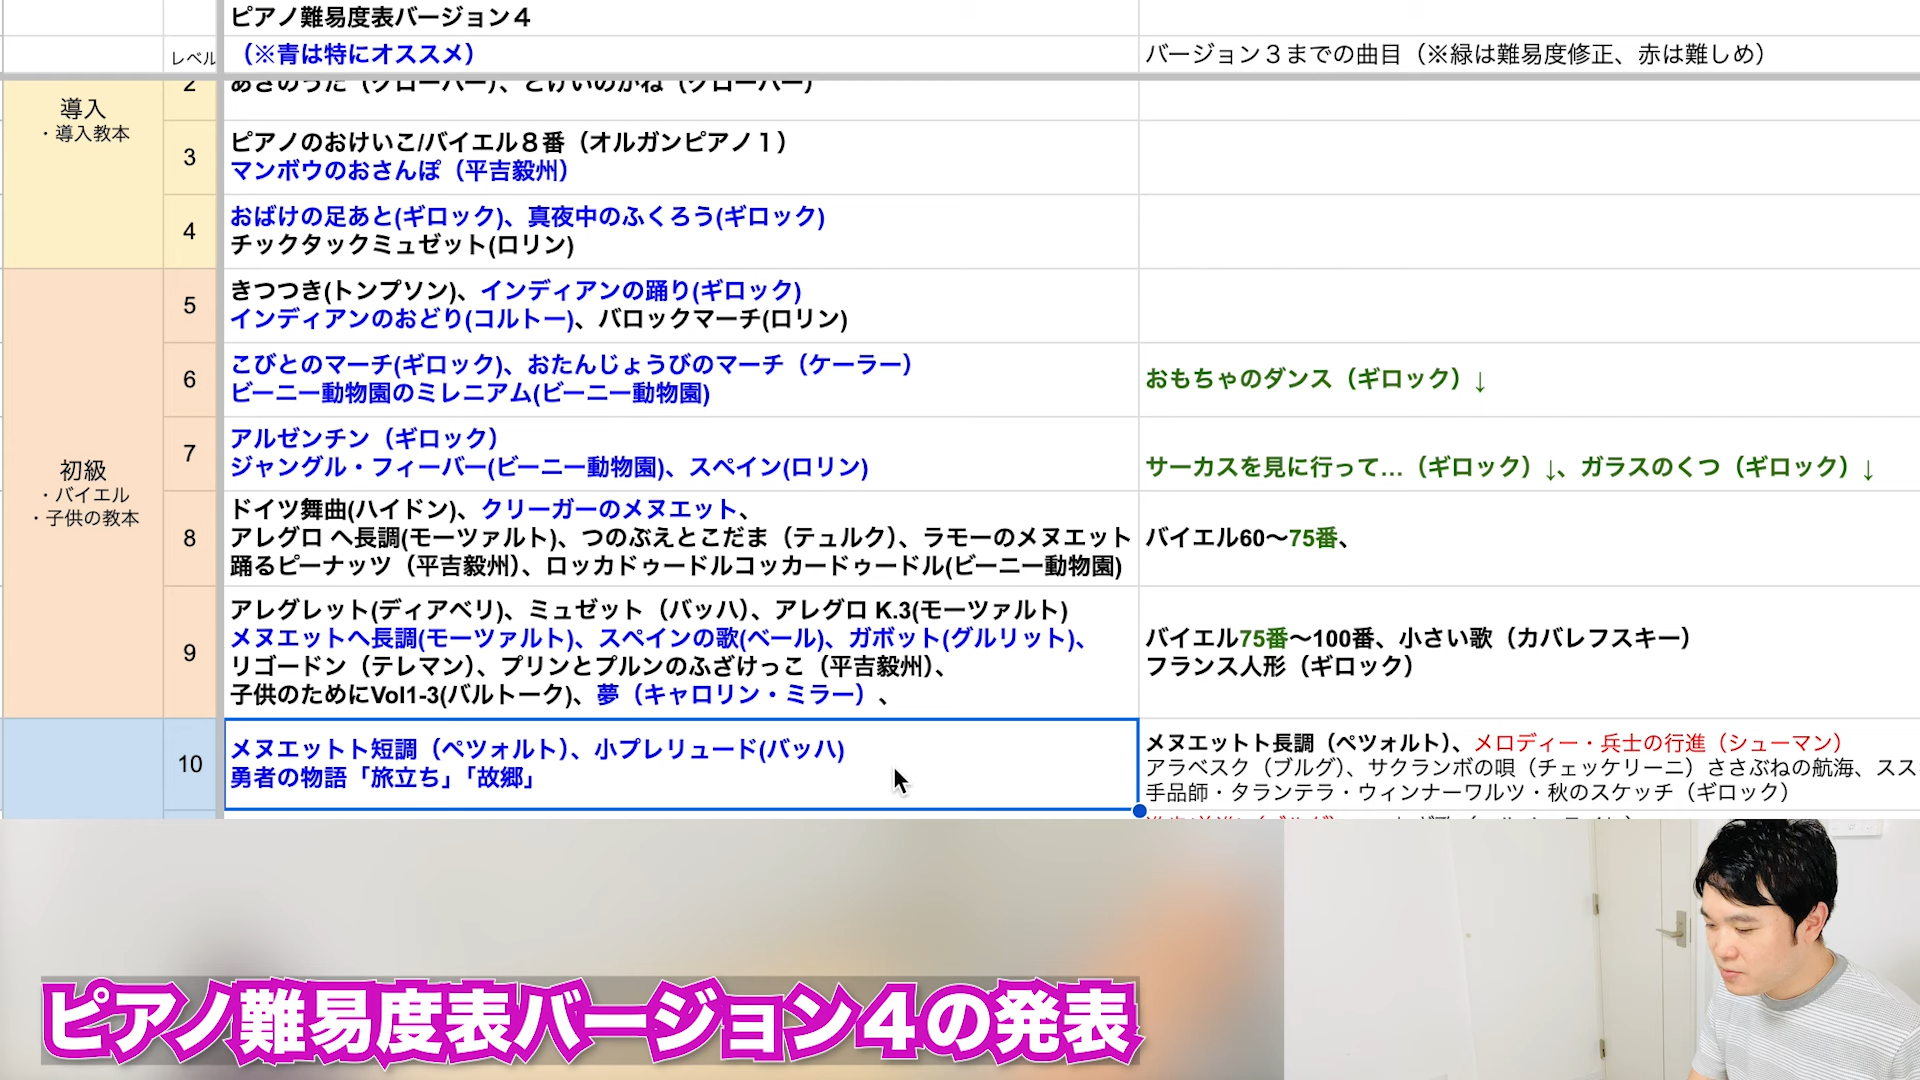 ピアノ難易度表バージョン４
レベル
（※青は特にオススメ）
バージョン３までの曲目（※緑は難易度修正、赤は難しめ）
導入
・導入教本
2
あさのうた（グローバー）、とけいのかね（グローバー）
3
ピアノのおけいこ/バイエル８番（オルガンピアノ１）
マンボウのおさんぽ（平吉毅州）
4
おばけの足あと(ギロック)、真夜中のふくろう(ギロック)
チックタックミュゼット(ロリン)
初級
・バイエル
・子供の教本
5
きつつき(トンプソン)、インディアンの踊り(ギロック)
インディアンのおどり(コルトー)、バロックマーチ(ロリン)
6
こびとのマーチ(ギロック)、おたんじょうびのマーチ（ケーラー）
ビーニー動物園のミレニアム(ビーニー動物園)
おもちゃのダンス（ギロック）↓
7
アルゼンチン（ギロック）
ジャングル・フィーバー(ビーニー動物園)、スペイン(ロリン)
サーカスを見に行って…（ギロック）↓、ガラスのくつ（ギロック）↓
8
ドイツ舞曲(ハイドン)、クリーガーのメヌエット、
アレグロ ヘ長調(モーツァルト)、つのぶえとこだま（テュルク）、ラモーのメヌエット
踊るピーナッツ（平吉毅州）、ロッカドゥードルコッカードゥードル(ビーニー動物園)
バイエル60〜75番、
9
アレグレット(ディアベリ)、ミュゼット（バッハ）、アレグロ K.3(モーツァルト)
メヌエットヘ長調(モーツァルト)、スペインの歌(ベール)、ガボット(グルリット)、
リゴードン（テレマン）、プリンとプルンのふざけっこ（平吉毅州）、
子供のためにVol1-3(バルトーク)、夢（キャロリン・ミラー）、
バイエル75番〜100番、小さい歌（カバレフスキー）
フランス人形（ギロック）
10
メヌエットト短調（ペツォルト）、小プレリュード(バッハ)
勇者の物語「旅立ち」「故郷」
メヌエットト長調（ペツォルト）、メロディー・兵士の行進（シューマン）
アラベスク（ブルグ）、サクランボの唄（チェッケリーニ）ささぶねの航海、スス
手品師・タランテラ・ウィンナーワルツ・秋のスケッチ（ギロック）
ピアノ難易度表バージョン４の発表